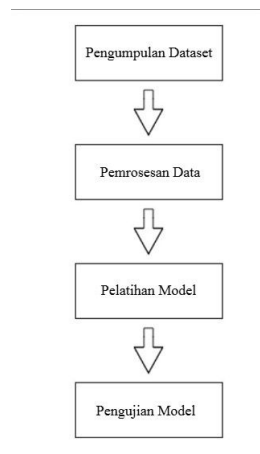 Pengumpulan Dataset
Pemrosesan Data
Pelatihan Model
Pengujian Model